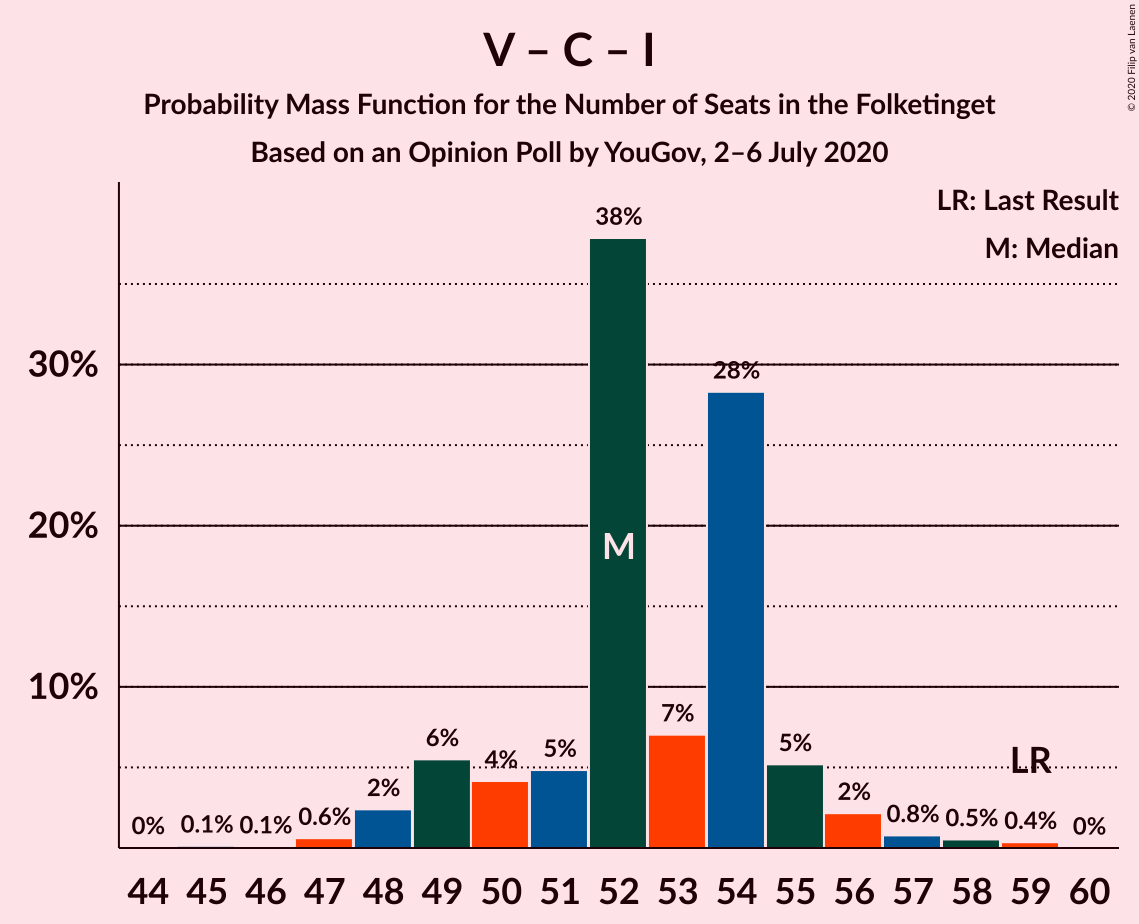 V – C – I
Probability Mass Function for the Number of Seats in the Folketinget
Based on an Opinion Poll by YouGov, 2–6 July 2020
© 2020 Filip van Laenen
LR: Last Result
M: Median
30%
20%
10%
0%
0.1%
0.1%
0.6%
2%
6%
4%
5%
38%
M
7%
28%
5%
2%
0.8%
0.5%
LR
0.4%
0%
44 45 46 47 48 49 50 51 52 53 54 55 56 57 58 59 60